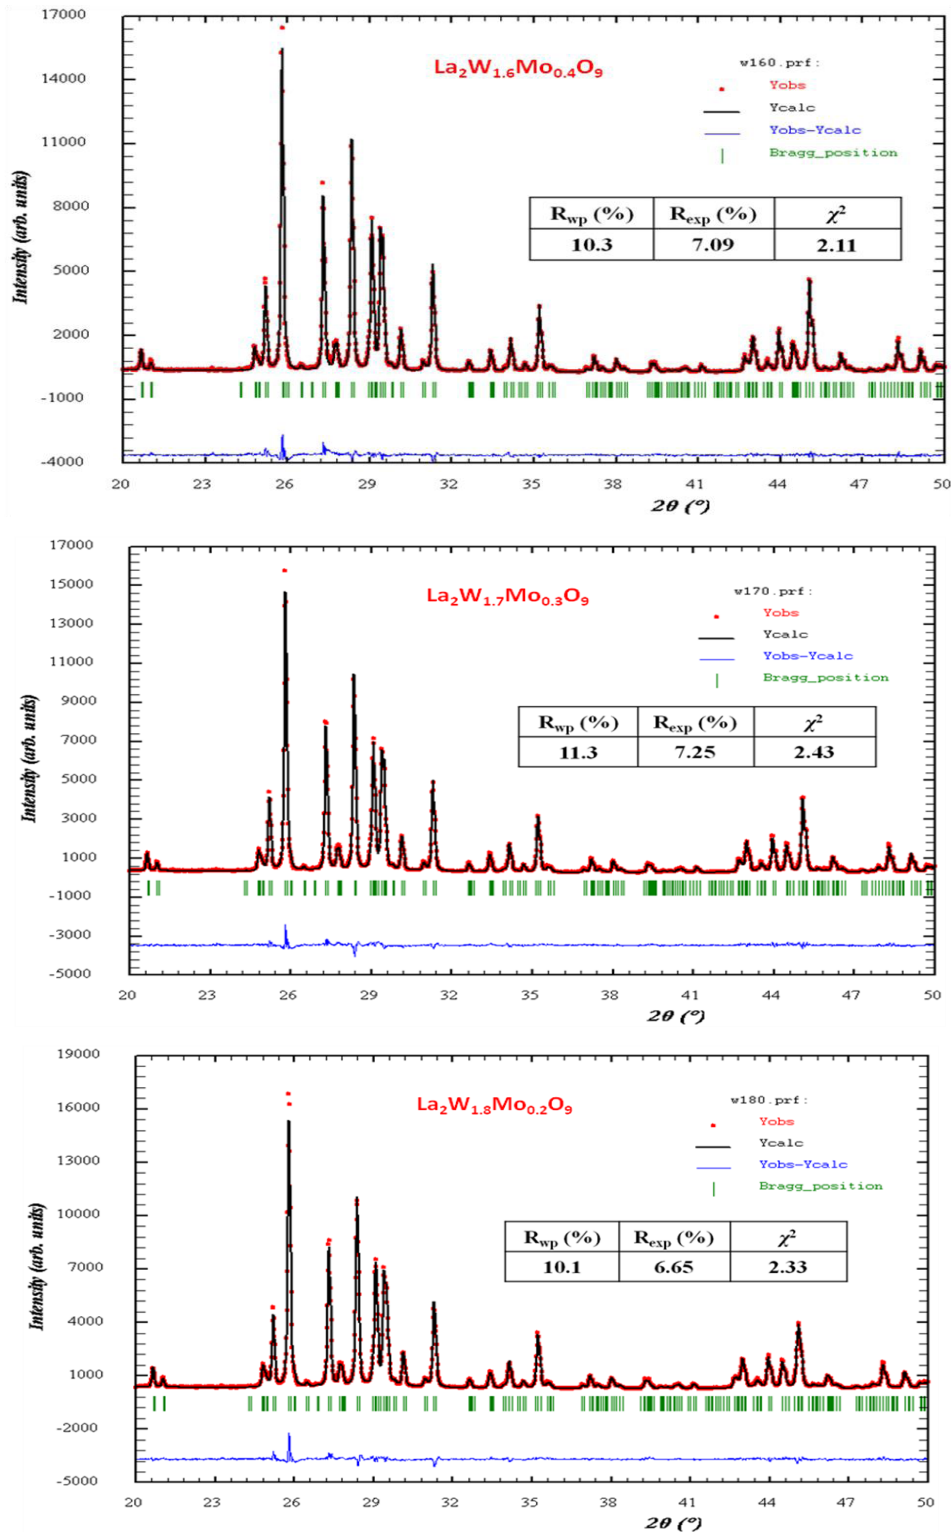 17000
14000
11000
8000
5000
2000
-1000
-4000
Intensity (arb. units)
La2W1.6Mo0.4O9
w160.prf:
Yobs
Ycalc
Yobs-Ycalc
Bragg_position
Rwp (%) Rexp (%) χ2
10.3 7.09 2.11
20 23 26 29 32 35 38 41 44 47 50
2θ (°)
17000
15000
13000
11000
9000
7000
5000
3000
1000
-1000
-3000
-5000
Intensity (arb. units)
La2W1.7Mo0.3O9
w170.prf:
Yobs
Ycalc
Yobs-Ycalc
Bragg_position
Rwp (%) Rexp (%) χ2
11.3 7.25 2.43
20 23 26 29 32 35 38 41 44 47 50
2θ (°)
19000
16000
13000
10000
7000
4000
1000
-2000
-5000
Intensity (arb. units)
La2W1.8Mo0.2O9
w180.prf:
Yobs
Ycalc
Yobs-Ycalc
Bragg_position
Rwp (%) Rexp (%) χ2
10.1 6.65 2.33
20 23 26 29 32 35 38 41 44 47 50
2θ (°)